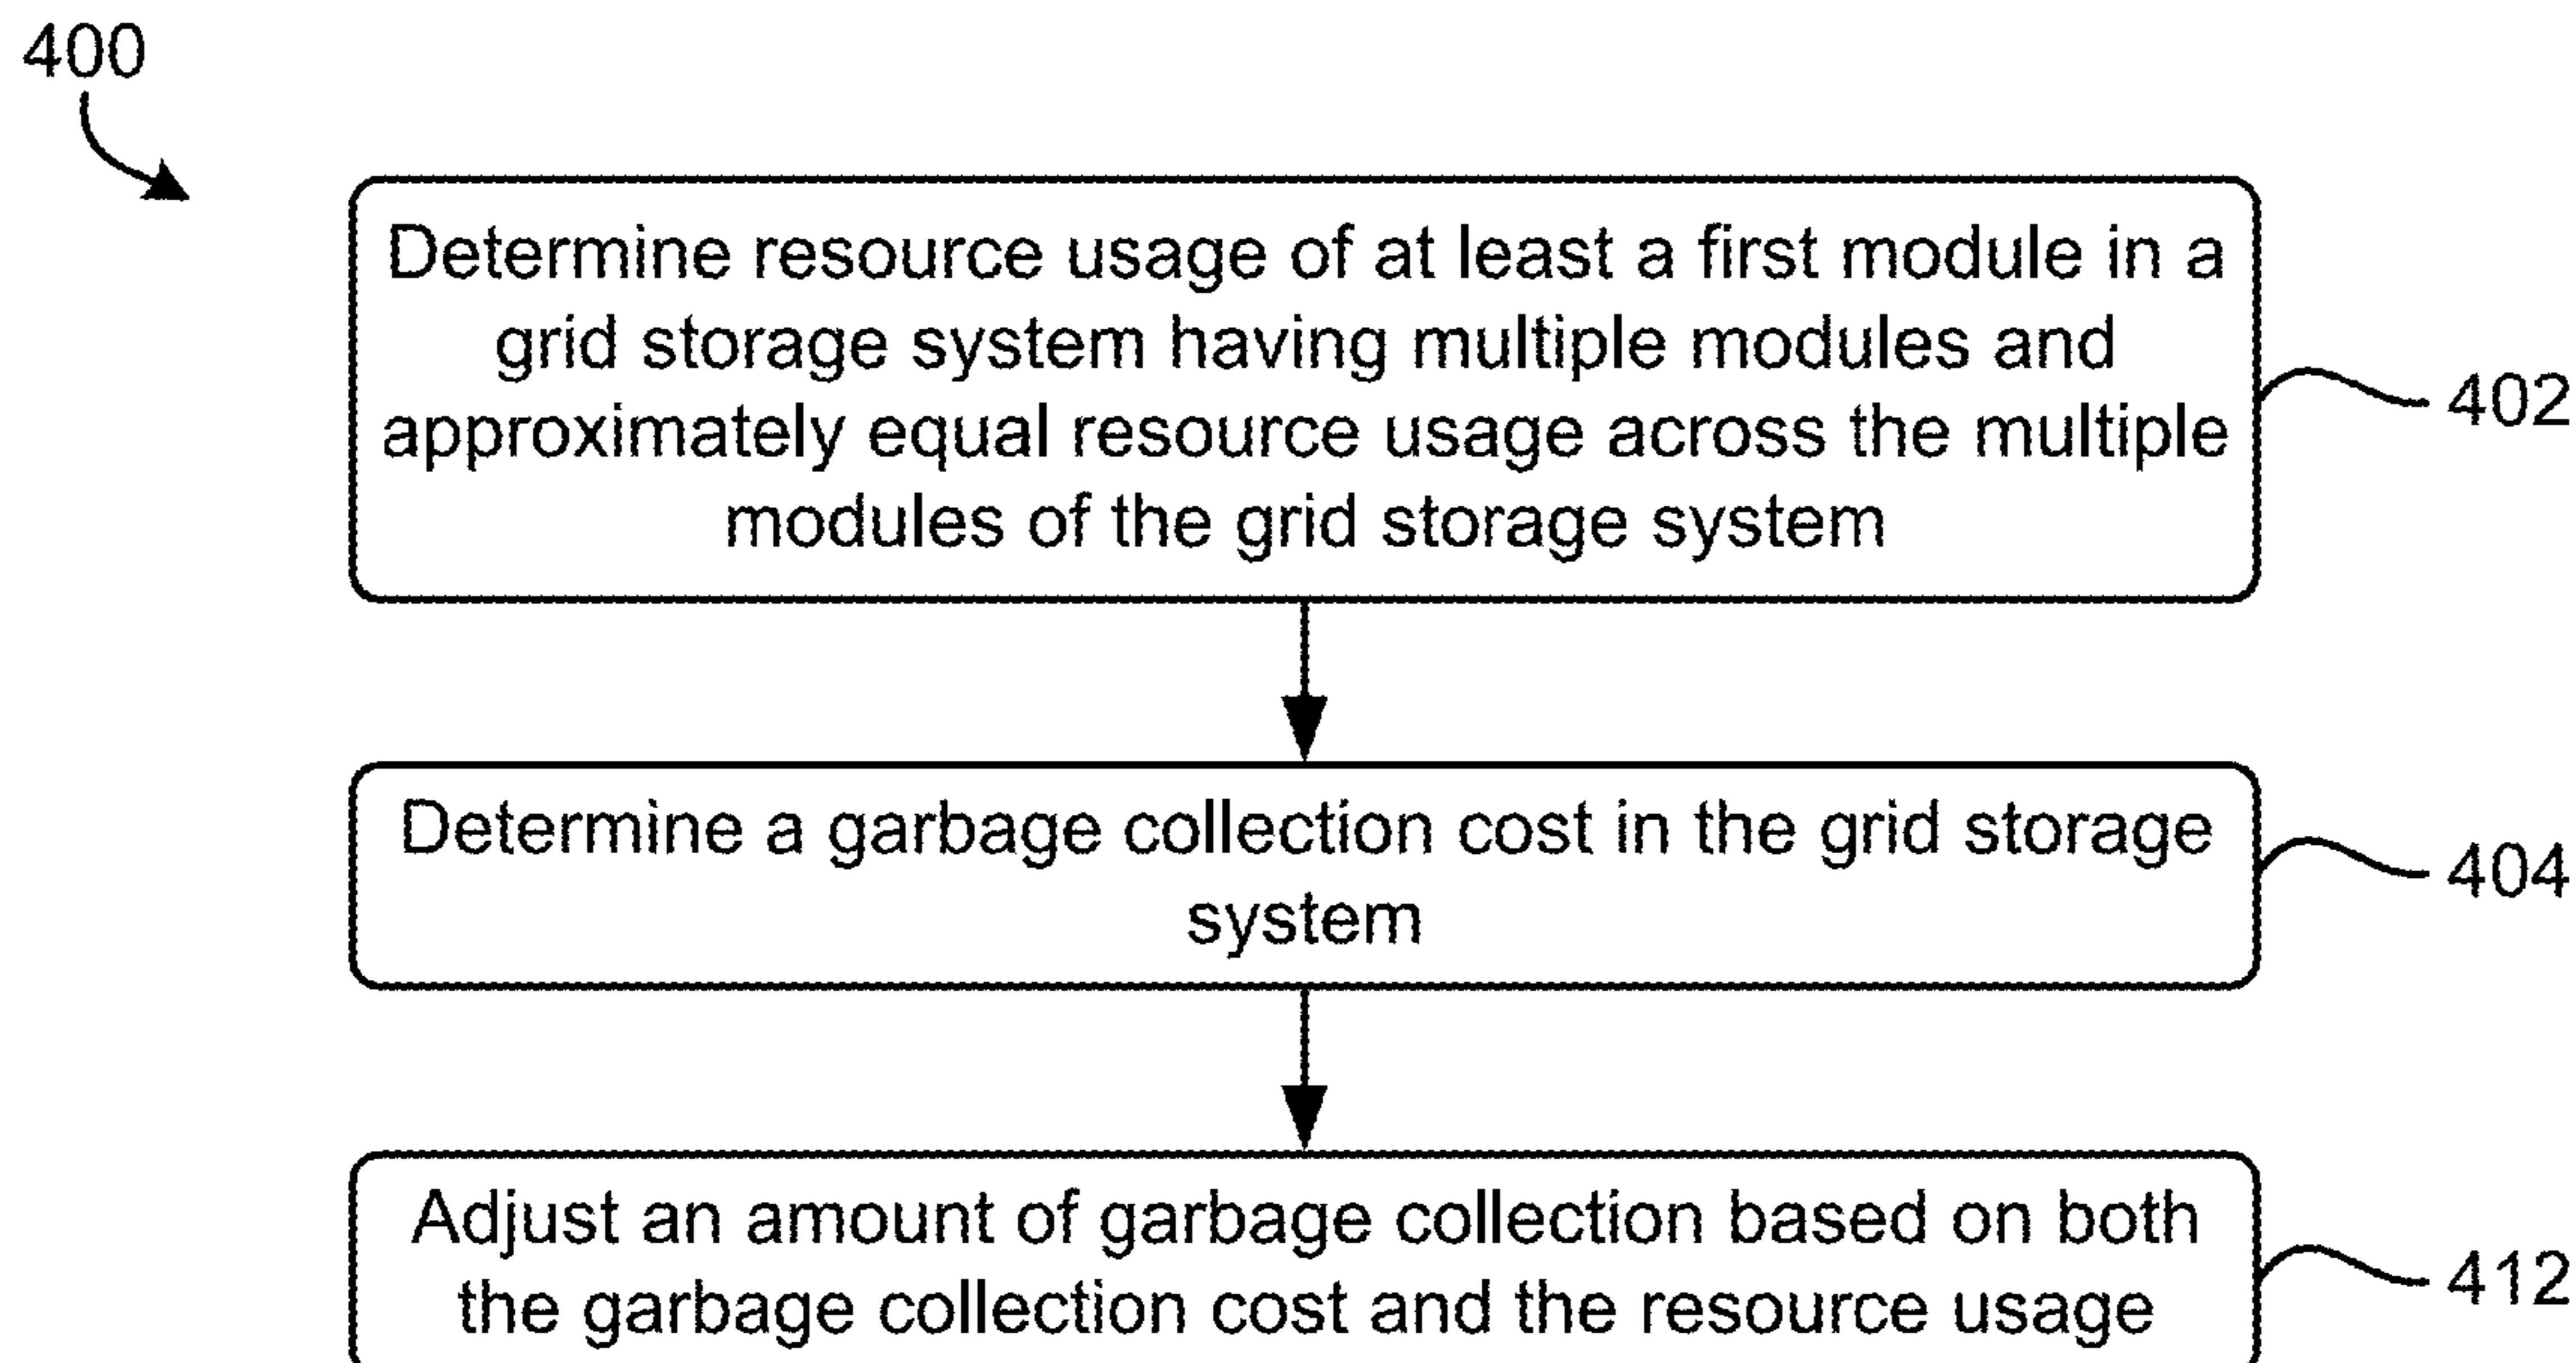 400
Determine resource usage of at least a first module in a
grid storage system having multiple modules and
approximately equal resource usage across the multiple
modules of the grid storage system
402
Determine a garbage collection cost in the grid storage
system
404
Adjust an amount of garbage collection based on both
the garbage collection cost and the resource usage
412